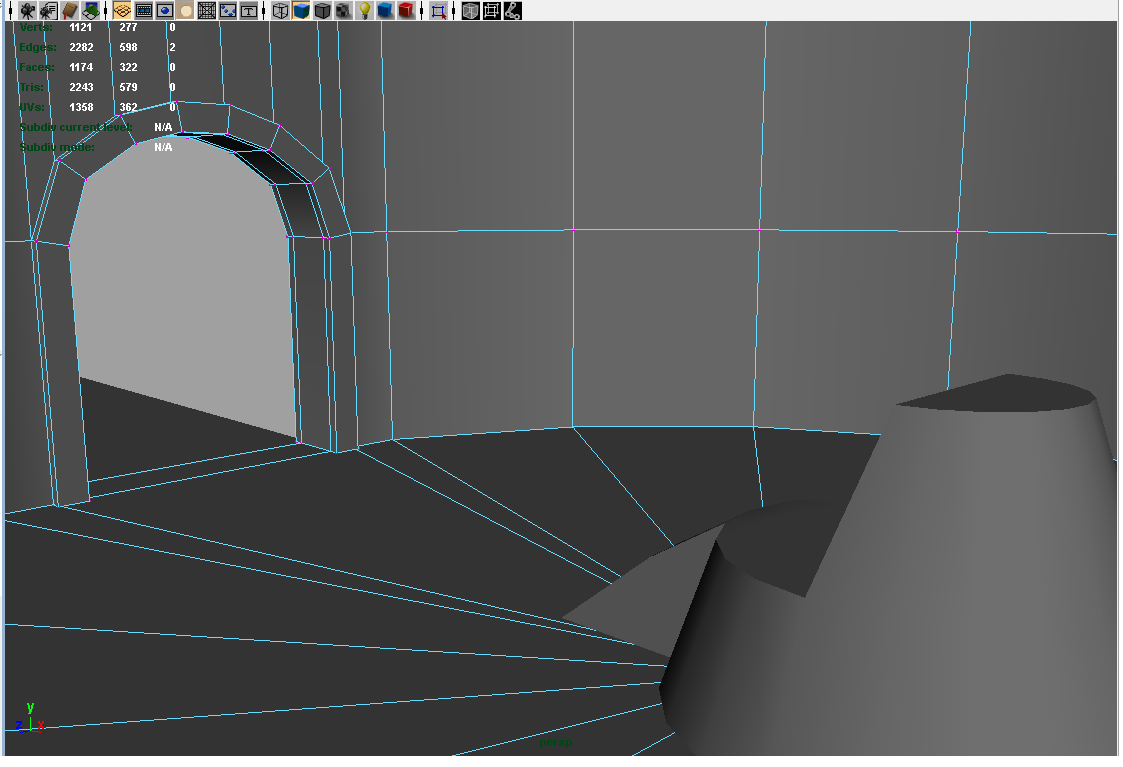 Verts: 1121 277 0
Edges: 2282 598 2
Faces: 1174 322 0
Tris: 2243 579 0
UVs: 1358 362 0
Subdiv current level: N/A
Subdiv mode: N/A
y
z x
persp